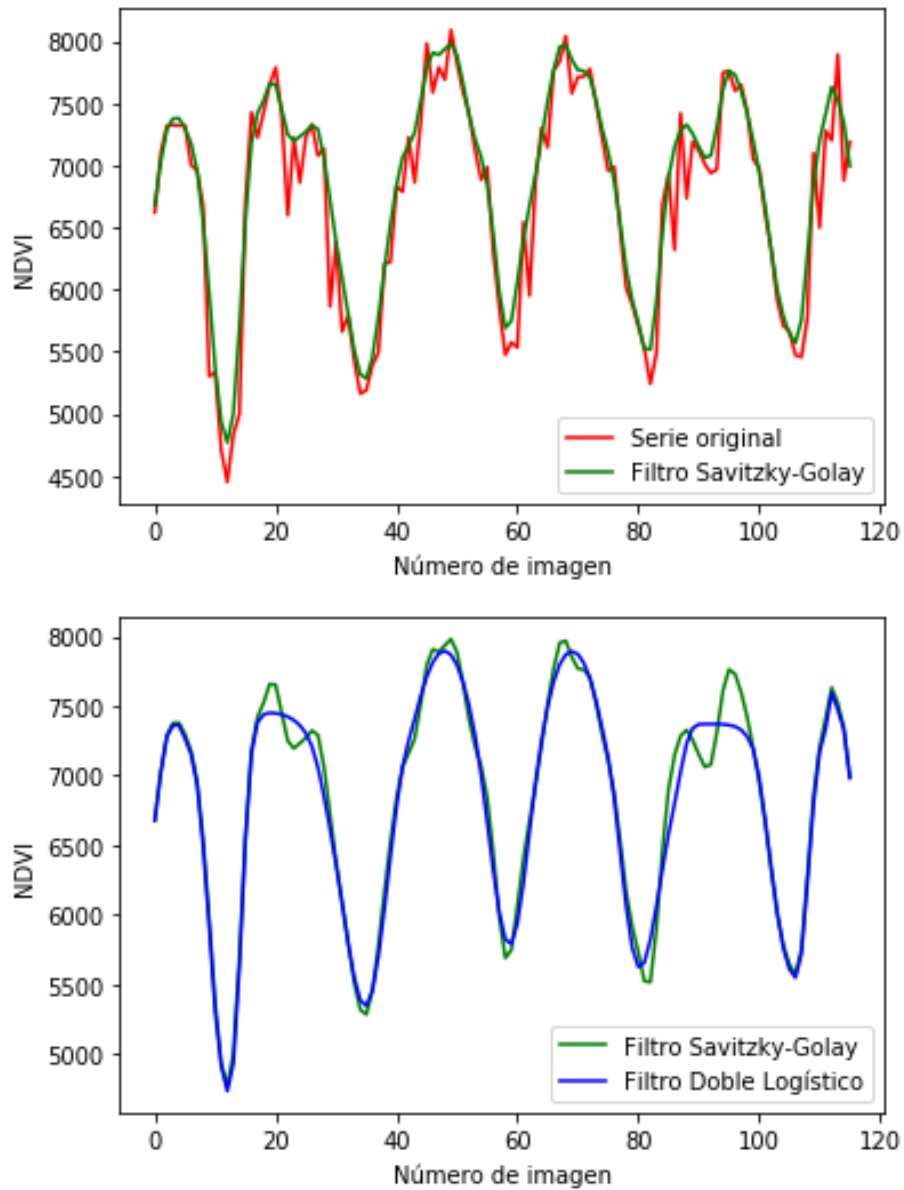 8000
7500
7000
6500
6000
5500
5000
4500
NDVI
0 20 40 60 80 100 120
Número de imagen
Serie original
Filtro Savitzky-Golay
8000
7500
7000
6500
6000
5500
5000
NDVI
0 20 40 60 80 100 120
Número de imagen
Filtro Savitzky-Golay
Filtro Doble Logístico